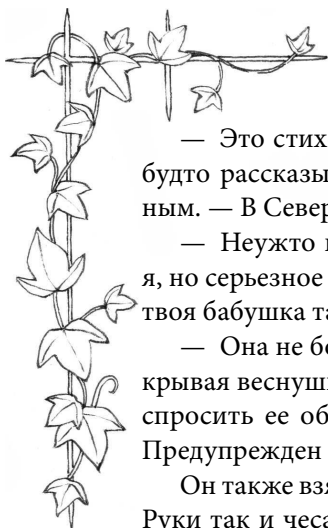 — Это стих
будто рассказы
ным. — В Север
— Неужто
я, но серьезное
твоя бабушка та
— Она не бо
крывая веснуш
спросить ее об
Предупрежден
Он также взя
Руки так и чеса